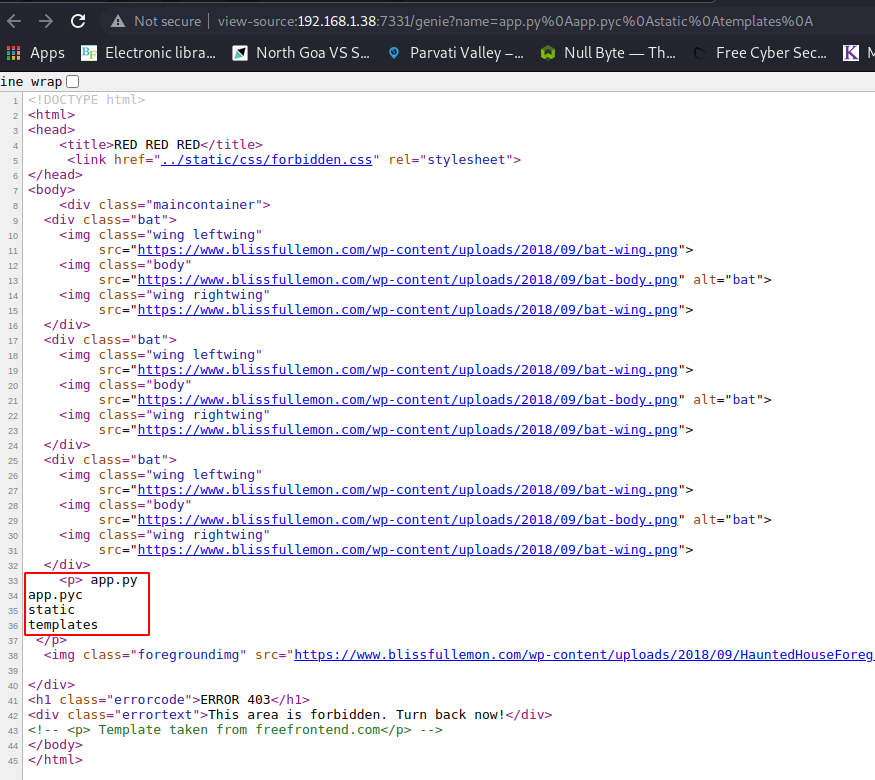 Not secure | view-source:192.168.1.38:7331/genie?name=app.py%0Aapp.pyc%0Astatic%0Atemplates%0A
Apps BF Electronic libra... North Goa VS S... Parvati Valley –... Null Byte — Th... Free Cyber Sec... K M
ine wrap
1 <!DOCTYPE html>
2 <html>
3 <head>
4 <title>RED RED RED</title>
5 <link href="../static/css/forbidden.css" rel="stylesheet">
6 </head>
7 <body>
8 <div class="maincontainer">
9 <div class="bat">
10 <img class="wing leftwing"
11 src="https://www.blissfullemon.com/wp-content/uploads/2018/09/bat-wing.png">
12 <img class="body"
13 src="https://www.blissfullemon.com/wp-content/uploads/2018/09/bat-body.png" alt="bat">
14 <img class="wing rightwing"
15 src="https://www.blissfullemon.com/wp-content/uploads/2018/09/bat-wing.png">
16 </div>
17 <div class="bat">
18 <img class="wing leftwing"
19 src="https://www.blissfullemon.com/wp-content/uploads/2018/09/bat-wing.png">
20 <img class="body"
21 src="https://www.blissfullemon.com/wp-content/uploads/2018/09/bat-body.png" alt="bat">
22 <img class="wing rightwing"
23 src="https://www.blissfullemon.com/wp-content/uploads/2018/09/bat-wing.png">
24 </div>
25 <div class="bat">
26 <img class="wing leftwing"
27 src="https://www.blissfullemon.com/wp-content/uploads/2018/09/bat-wing.png">
28 <img class="body"
29 src="https://www.blissfullemon.com/wp-content/uploads/2018/09/bat-body.png" alt="bat">
30 <img class="wing rightwing"
31 src="https://www.blissfullemon.com/wp-content/uploads/2018/09/bat-wing.png">
32 </div>
33 <p> app.py
34 app.pyc
35 static
36 templates
37 </p>
38 <img class="foregroundimg" src="https://www.blissfullemon.com/wp-content/uploads/2018/09/HauntedHouseForeg
39
40 </div>
41 <h1 class="errorcode">ERROR 403</h1>
42 <div class="errortext">This area is forbidden. Turn back now!</div>
43 <!-- <p> Template taken from freefrontend.com</p> -->
44 </body>
45 </html>